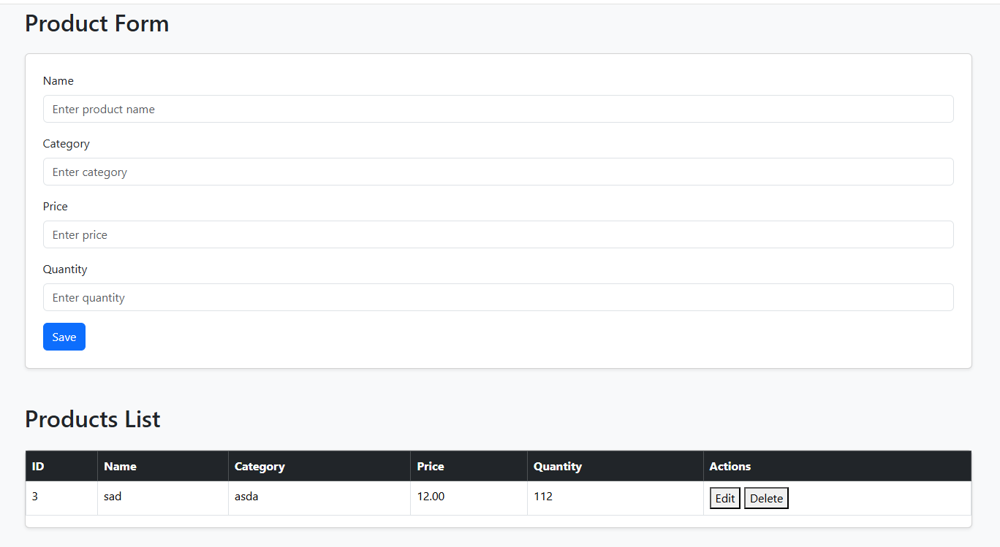 Product Form
Name
Enter product name
Category
Enter category
Price
Enter price
Quantity
Enter quantity
Save
Products List
ID Name Category Price Quantity Actions
3 sad asda 12.00 112 Edit Delete